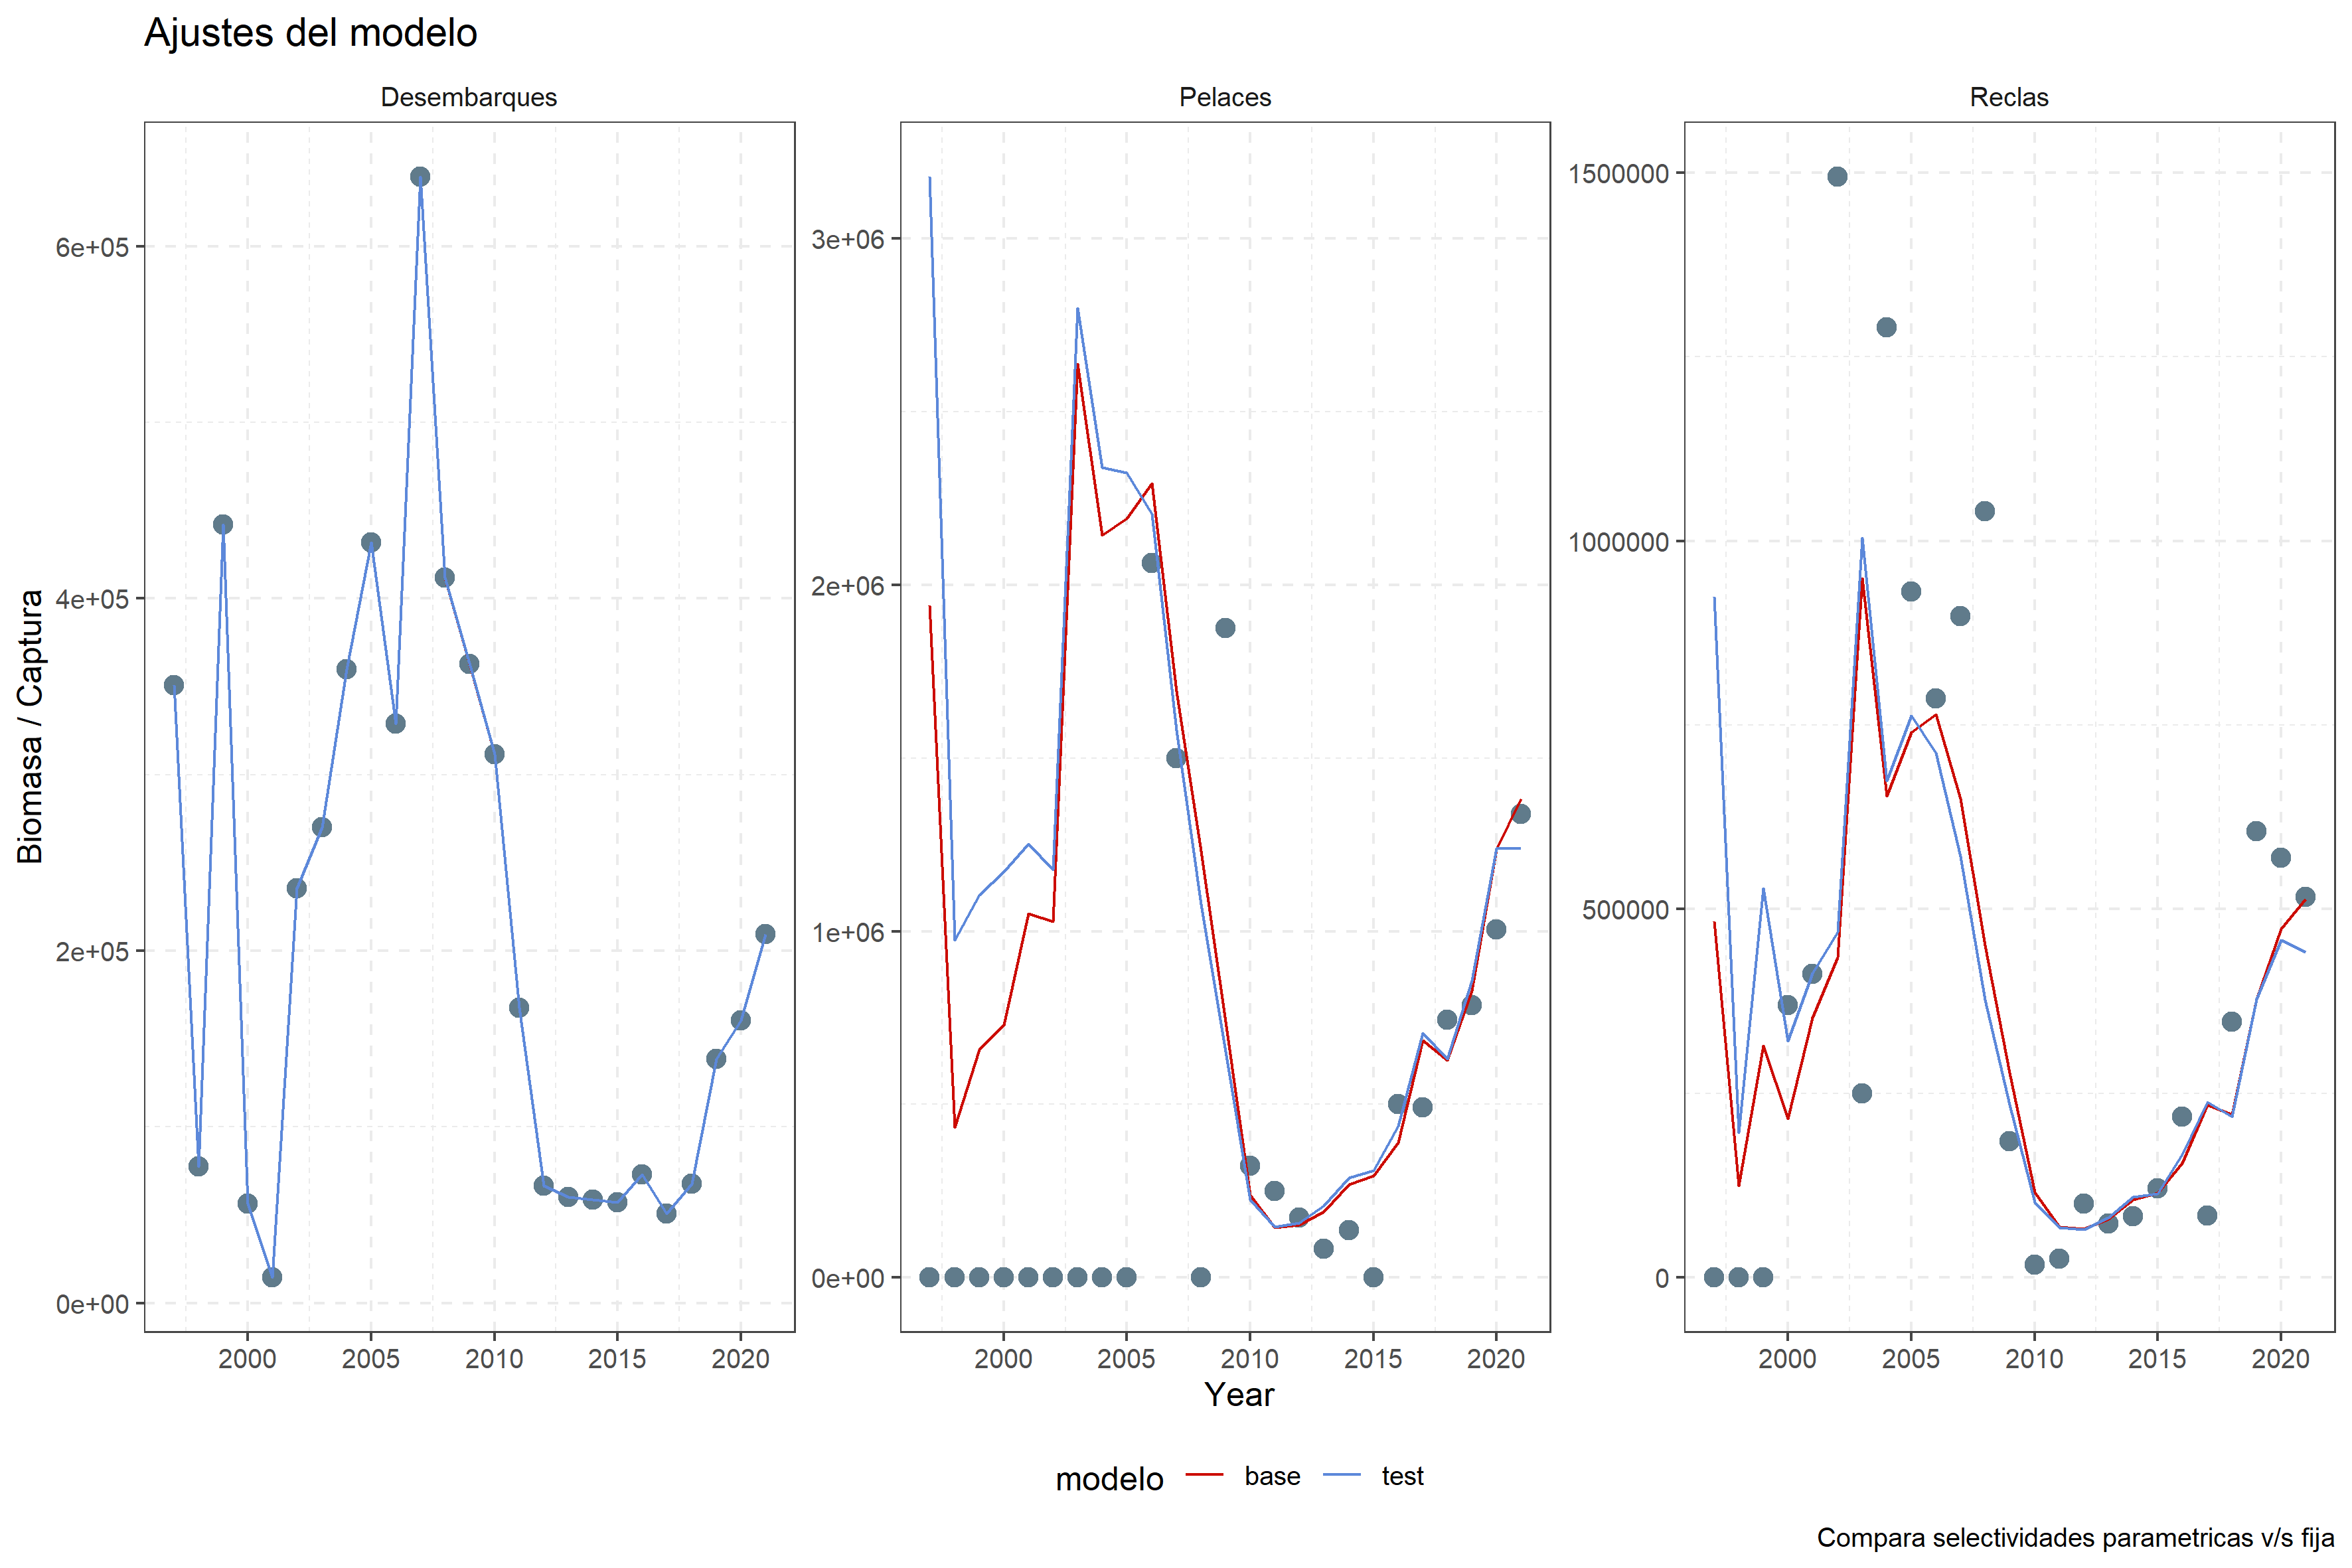 Ajustes del modelo
Desembarques
Pelaces
Reclas
Biomasa / Captura
6e+05
4e+05
2e+05
0e+00
3e+06
2e+06
1e+06
0e+00
1500000
1000000
500000
0
2000 2005 2010 2015 2020
2000 2005 2010 2015 2020
2000 2005 2010 2015 2020
Year
modelo base test
Compara selectividades parametricas v/s fija